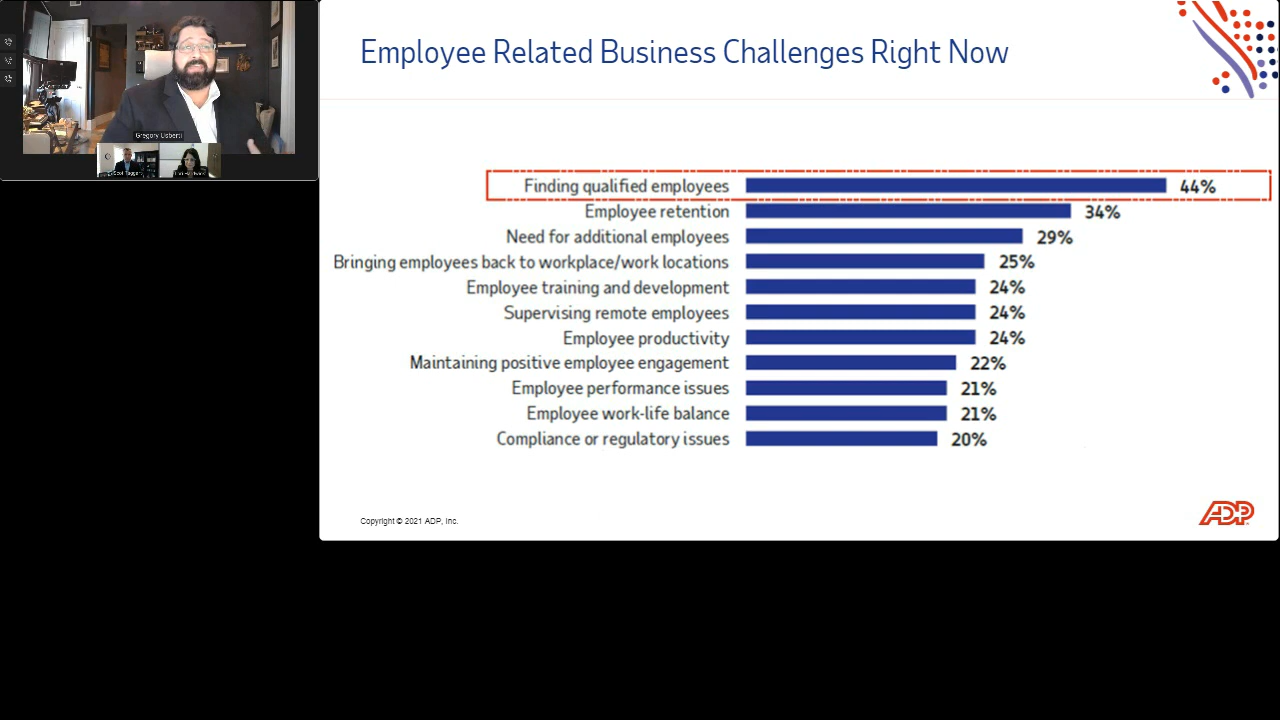 Employee Related Business Challenges Right Now
Gregory Usberti
Scot Taggart
Finding qualified employees 44%
Employee retention 34%
Need for additional employees 29%
Bringing employees back to workplace/work locations 25%
Employee training and development 24%
Supervising remote employees 24%
Employee productivity 24%
Maintaining positive employee engagement 22%
Employee performance issues 21%
Employee work-life balance 21%
Compliance or regulatory issues 20%
Copyright © 2021 ADP, Inc.
ADP